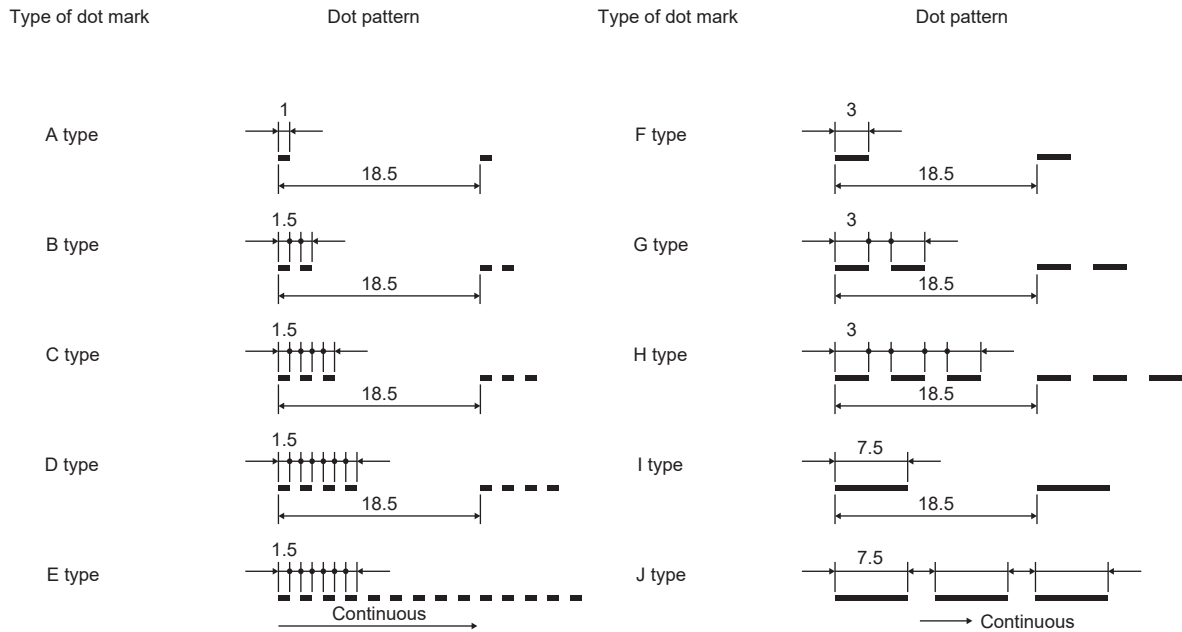 Type of dot mark Dot pattern Type of dot mark Dot pattern
1
A type
18.5
3
F type
18.5
1.5
B type
18.5
3
G type
18.5
1.5
C type
18.5
3
H type
18.5
1.5
D type
18.5
7.5
I type
18.5
1.5
E type
Continuous
7.5
J type
Continuous